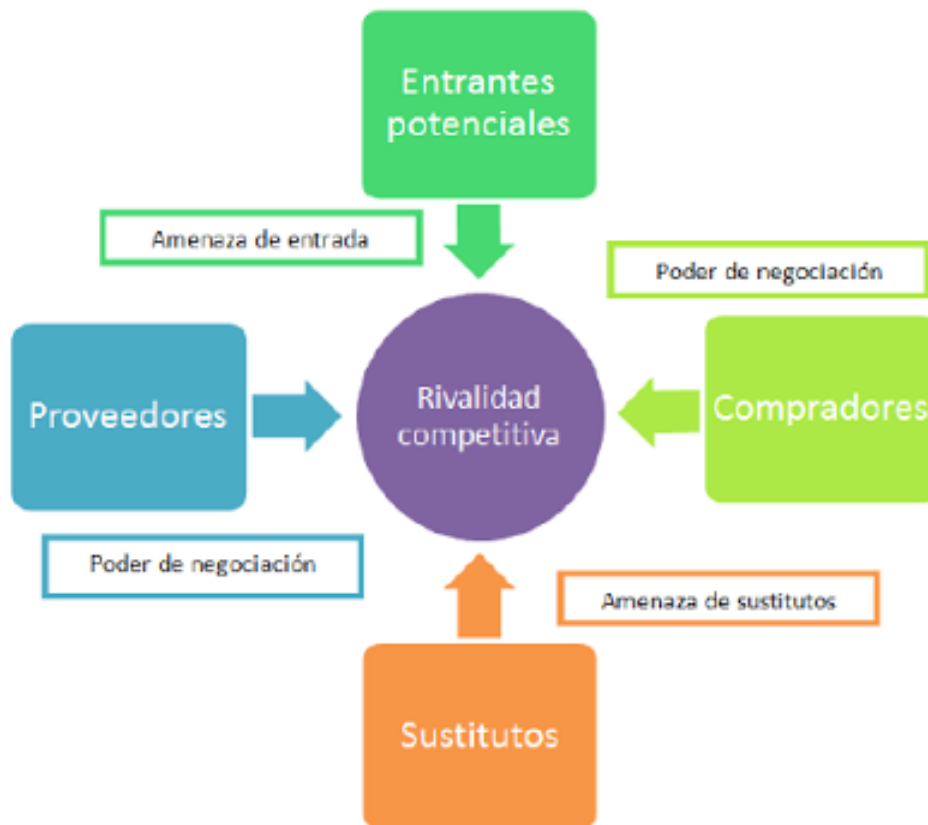 Entrantes
potenciales
Amenaza de entrada
Poder de negociación
Proveedores
Rivalidad
competitiva
Compradores
Poder de negociación
Amenaza de sustitutos
Sustitutos